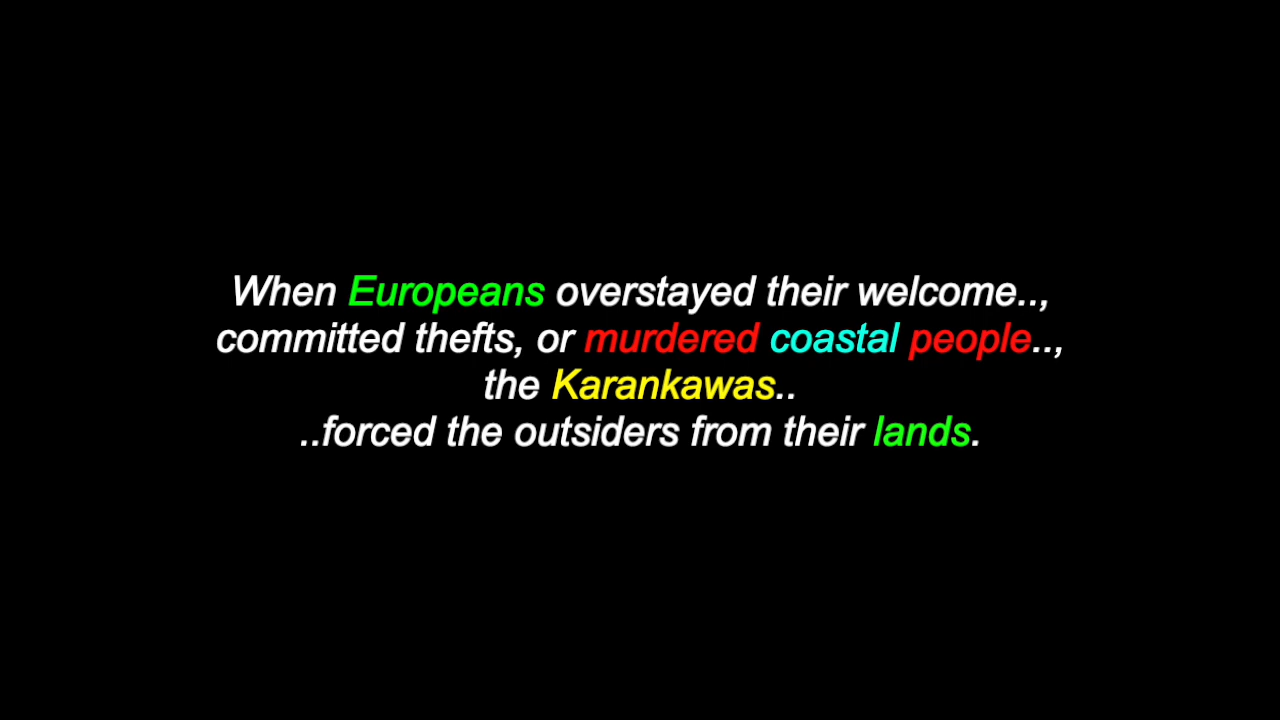 When Europeans overstayed their welcome..,
committed thefts, or murdered coastal people..,
the Karankawas..
..forced the outsiders from their lands.